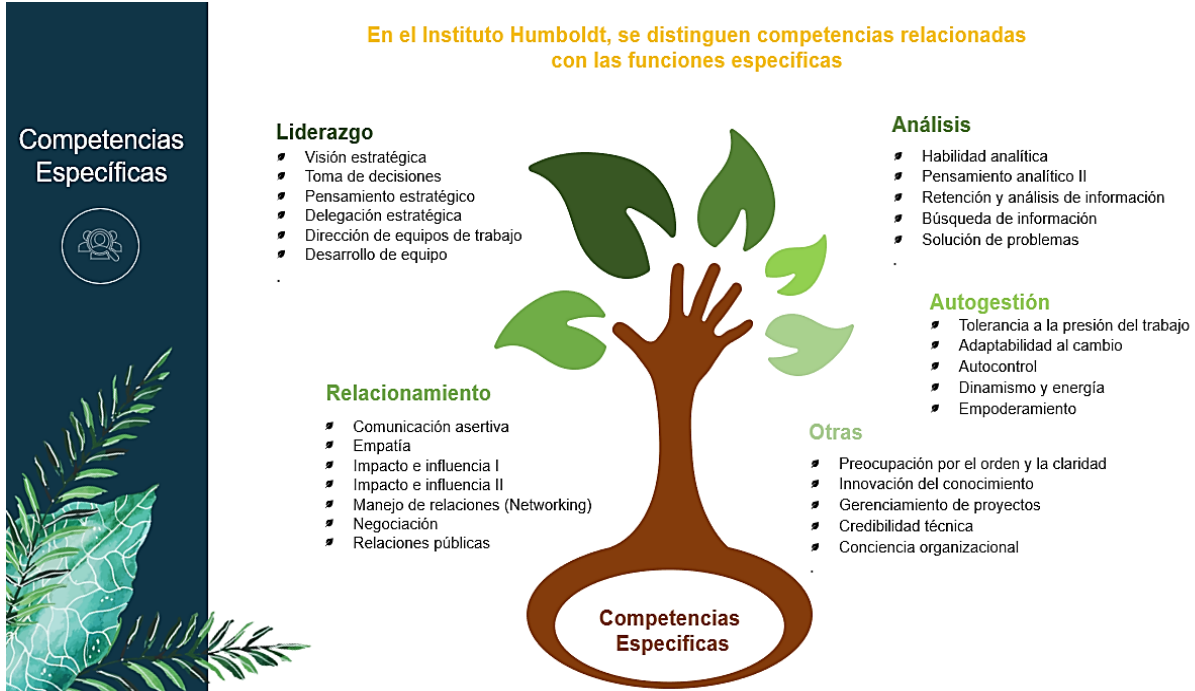 Competencias
Específicas
En el Instituto Humboldt, se distinguen competencias relacionadas
con las funciones especificas
Liderazgo
Visión estratégica
Toma de decisiones
Pensamiento estratégico
Delegación estratégica
Dirección de equipos de trabajo
Desarrollo de equipo
.
Relacionamiento
Comunicación asertiva
Empatía
Impacto e influencia I
Impacto e influencia II
Manejo de relaciones (Networking)
Negociación
Relaciones públicas
Análisis
Habilidad analítica
Pensamiento analítico II
Retención y análisis de información
Búsqueda de información
Solución de problemas
.
Autogestión
Tolerancia a la presión del trabajo
Adaptabilidad al cambio
Autocontrol
Dinamismo y energía
Empoderamiento
Otras
Preocupación por el orden y la claridad
Innovación del conocimiento
Gerenciamiento de proyectos
Credibilidad técnica
Conciencia organizacional
.
Competencias
Específicas